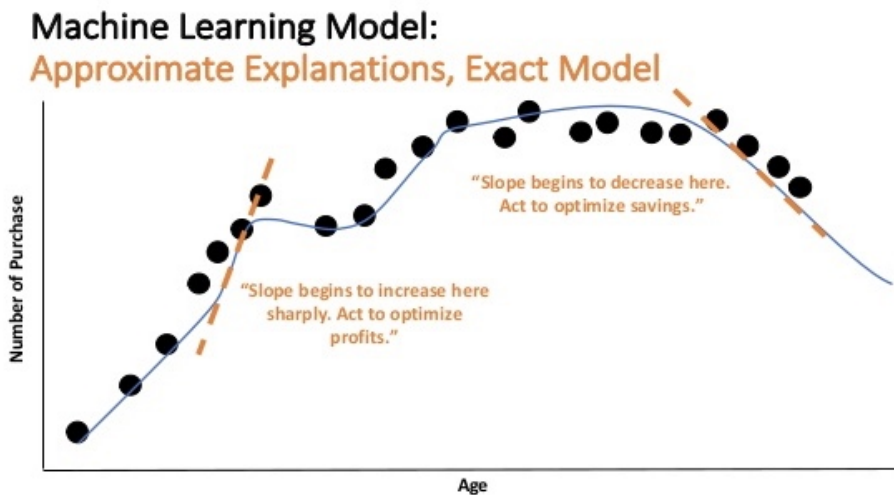 Machine Learning Model:
Approximate Explanations, Exact Model
“Slope begins to decrease here.
Act to optimize savings.”
Number of Purchase
“Slope begins to increase here
sharply. Act to optimize
profits.”
Age